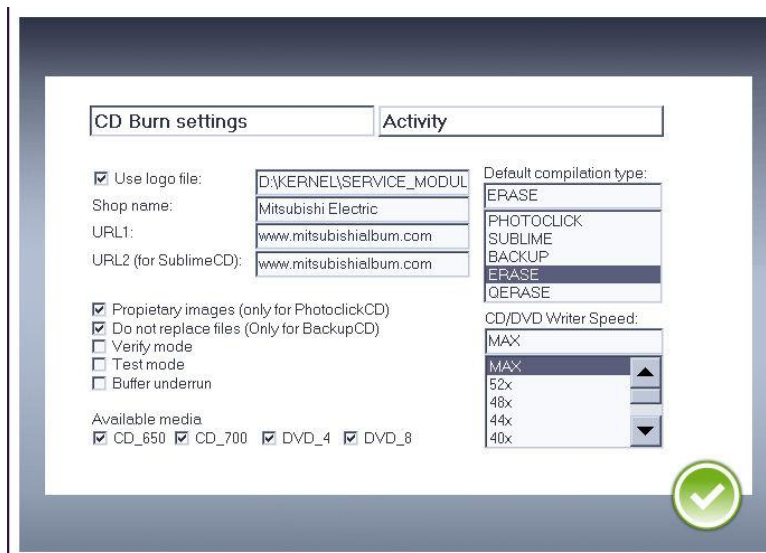 CD Burn settings
Activity
Use logo file:
D:\KERNEL\SERVICE_MODUL
Shop name:
Mitsubishi Electric
URL1:
www.mitsubishialbum.com
URL2 (for SublimeCD):
www.mitsubishialbum.com
Propietary images (only for PhotoclickCD)
Do not replace files (Only for BackupCD)
Verify mode
Test mode
Buffer underrun
Available media
CD_650 CD_700 DVD_4 DVD_8
Default compilation type:
ERASE
PHOTOCLICK
SUBLIME
BACKUP
ERASE
QERASE
CD/DVD Writer Speed:
MAX
MAX
52x
48x
44x
40x